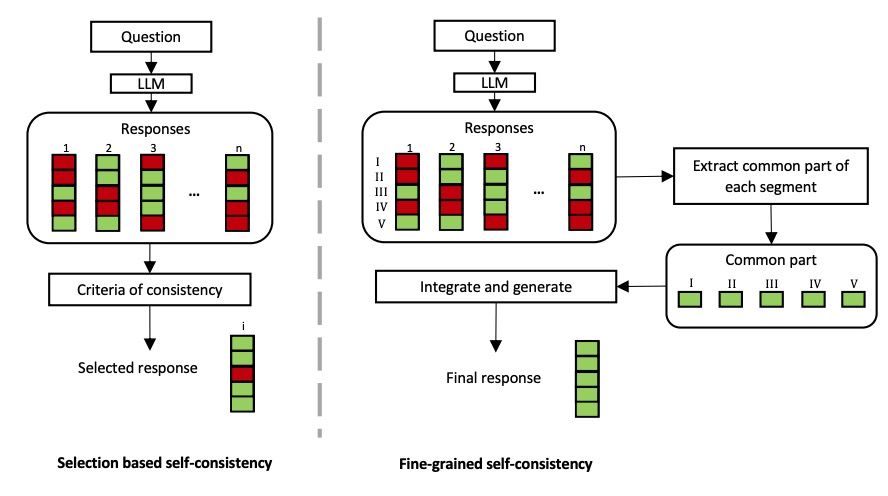 Question
LLM
Responses
1 2 3 n
...
Criteria of consistency
i
Selected response
Selection based self-consistency
Question
LLM
Responses
1 2 3 n
I
II
III
IV
V
...
Extract common part of
each segment
Common part
I II III IV V
Integrate and generate
Final response
Fine-grained self-consistency